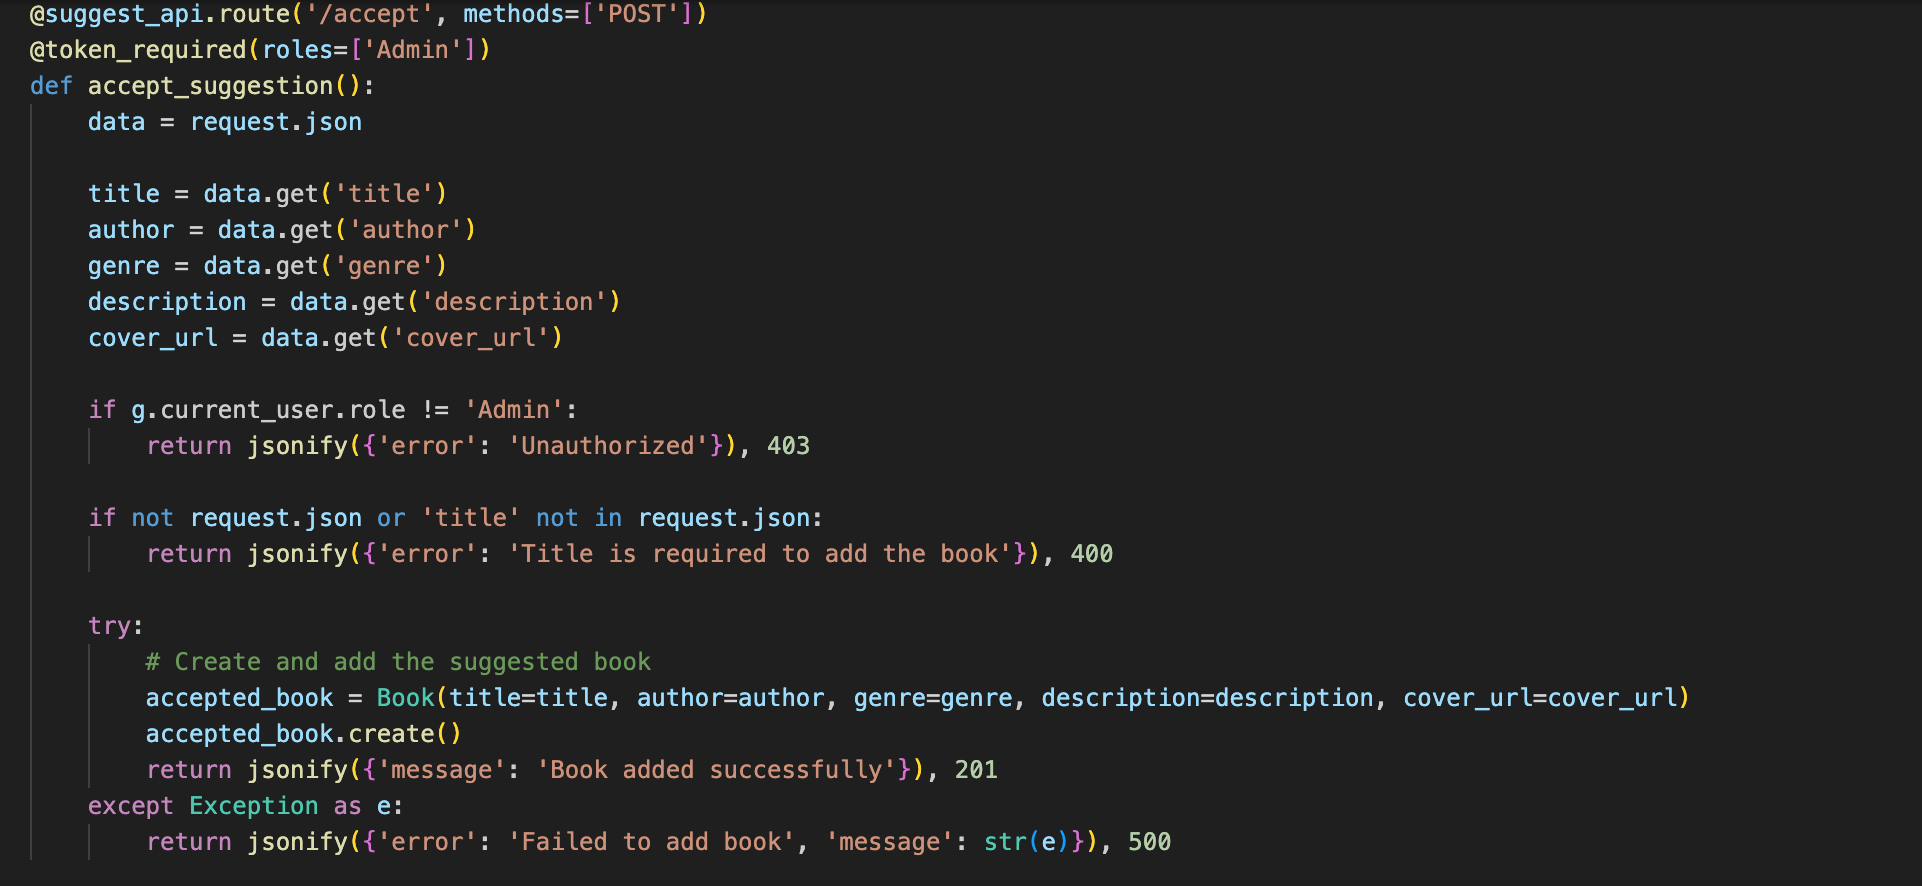 @suggest_api.route('/accept', methods=['POST'])
@token_required(roles=['Admin'])
def accept_suggestion():
    data = request.json

    title = data.get('title')
    author = data.get('author')
    genre = data.get('genre')
    description = data.get('description')
    cover_url = data.get('cover_url')

    if g.current_user.role != 'Admin':
        return jsonify({'error': 'Unauthorized'}), 403

    if not request.json or 'title' not in request.json:
        return jsonify({'error': 'Title is required to add the book'}), 400

    try:
        # Create and add the suggested book
        accepted_book = Book(title=title, author=author, genre=genre, description=description, cover_url=cover_url)
        accepted_book.create()
        return jsonify({'message': 'Book added successfully'}), 201
    except Exception as e:
        return jsonify({'error': 'Failed to add book', 'message': str(e)}), 500